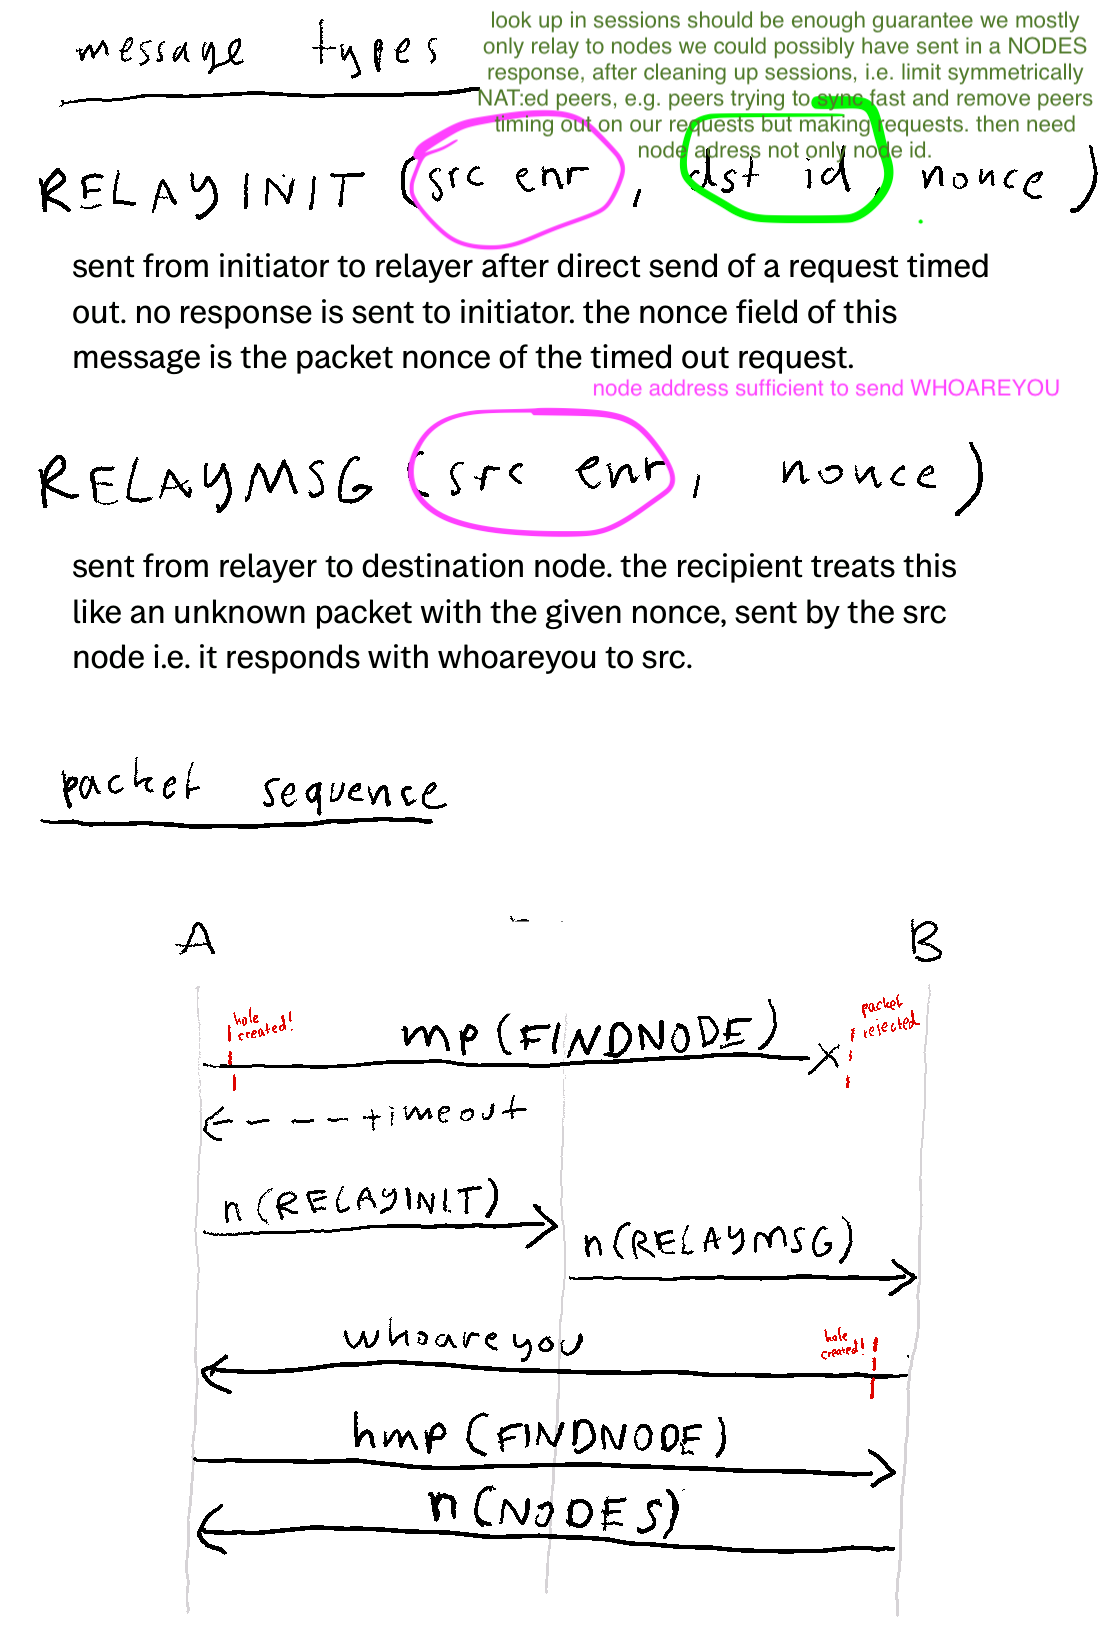 message types
look up in sessions should be enough guarantee we mostly
only relay to nodes we could possibly have sent in a NODES
response, after cleaning up sessions, i.e. limit symmetrically
NAT:ed peers, e.g. peers trying to sync fast and remove peers
timing out on our requests but making requests. then need
node adress not only node id.
RELAYINIT (src enr, dst id, nonce)
sent from initiator to relayer after direct send of a request timed
out. no response is sent to initiator. the nonce field of this
message is the packet nonce of the timed out request.
node address sufficient to send WHOAREYOU
RELAYMSG (src enr, nonce)
sent from relayer to destination node. the recipient treats this
like an unknown packet with the given nonce, sent by the src
node i.e. it responds with whoareyou to src.
packet sequence
A
B
hole
created!
mp (FINDNODE)
packet
rejected
timeout
n (RELAYINIT)
n (RELAYMSG)
whoareyou
hole
created!
hmp (FINDNODE)
n (NODES)